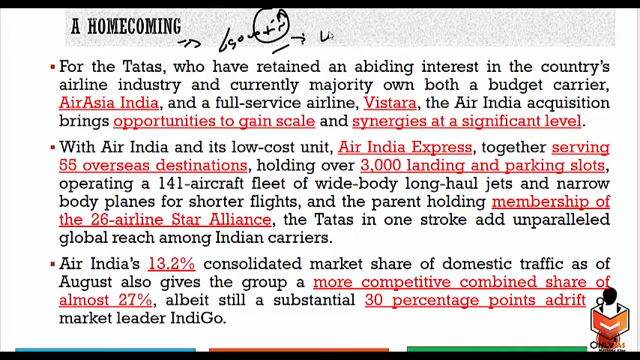 A HOMECOMING
▪ For the Tatas, who have retained an abiding interest in the country's
airline industry and currently majority own both a budget carrier,
AirAsia India, and a full-service airline, Vistara, the Air India acquisition
brings opportunities to gain scale and synergies at a significant level.
▪ With Air India and its low-cost unit, Air India Express, together serving
55 overseas destinations, holding over 3,000 landing and parking slots,
operating a 141-aircraft fleet of wide-body long-haul jets and narrow
body planes for shorter flights, and the parent holding membership of
the 26-airline Star Alliance, the Tatas in one stroke add unparalleled
global reach among Indian carriers.
▪ Air India's 13.2% consolidated market share of domestic traffic as of
August also gives the group a more competitive combined share of
almost 27%, albeit still a substantial 30 percentage points adrift
market leader IndiGo.